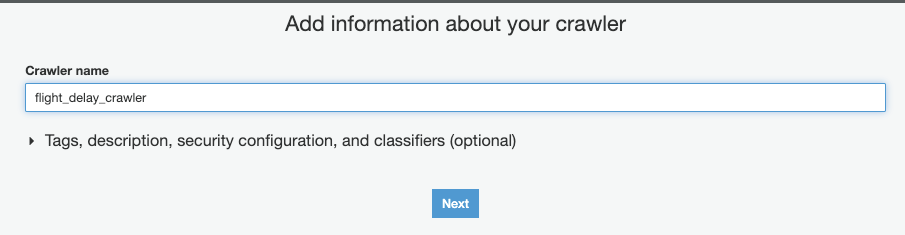 Add information about your crawler
Crawler name
flight_delay_crawler
Tags, description, security configuration, and classifiers (optional)
Next